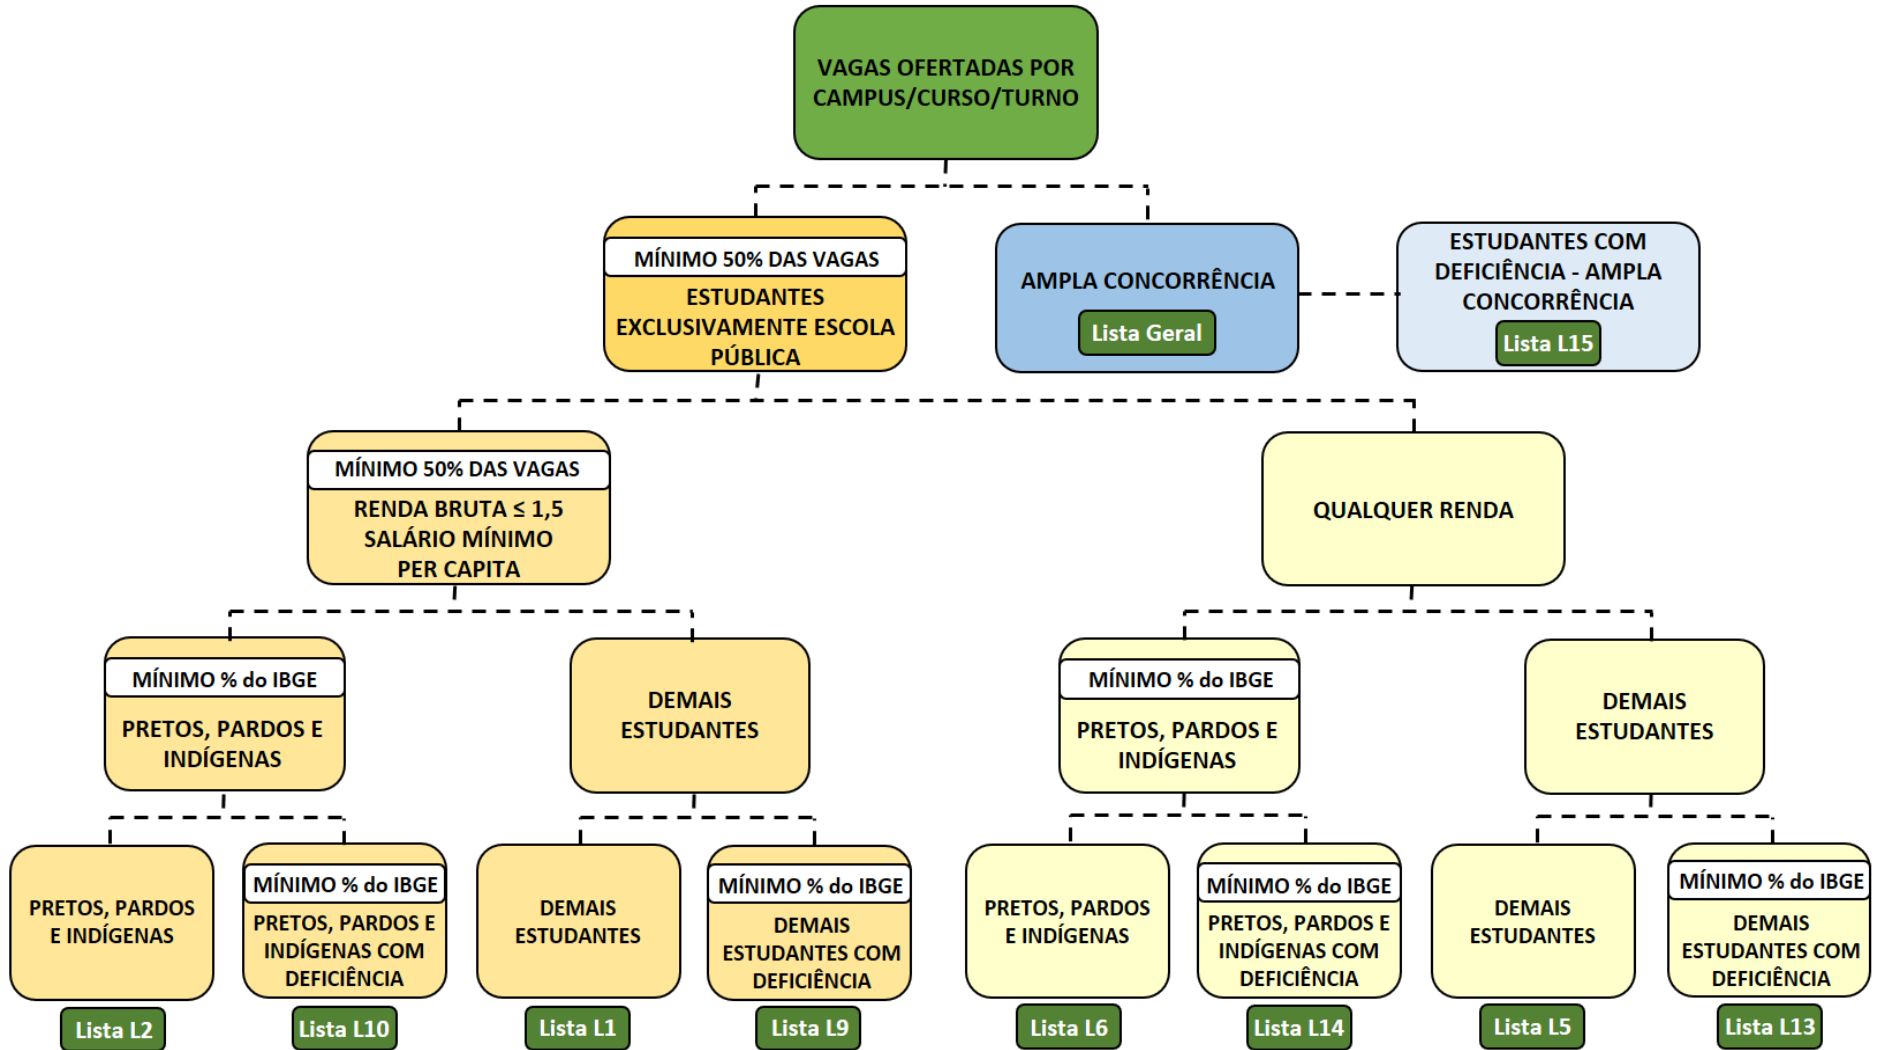 VAGAS OFERTADAS POR
CAMPUS/CURSO/TURNO
MÍNIMO 50% DAS VAGAS
ESTUDANTES
EXCLUSIVAMENTE ESCOLA
PÚBLICA
AMPLA CONCORRÊNCIA
Lista Geral
ESTUDANTES COM
DEFICIÊNCIA - AMPLA
CONCORRÊNCIA
Lista L15
MÍNIMO 50% DAS VAGAS
RENDA BRUTA ≤ 1,5
SALÁRIO MÍNIMO
PER CAPITA
QUALQUER RENDA
MÍNIMO % do IBGE
PRETOS, PARDOS E
INDÍGENAS
DEMAIS
ESTUDANTES
MÍNIMO % do IBGE
PRETOS, PARDOS E
INDÍGENAS
DEMAIS
ESTUDANTES
PRETOS, PARDOS
E INDÍGENAS
Lista L2
MÍNIMO % do IBGE
PRETOS, PARDOS E
INDÍGENAS COM
DEFICIÊNCIA
Lista L10
DEMAIS
ESTUDANTES
Lista L1
MÍNIMO % do IBGE
DEMAIS
ESTUDANTES COM
DEFICIÊNCIA
Lista L9
PRETOS, PARDOS
E INDÍGENAS
Lista L6
MÍNIMO % do IBGE
PRETOS, PARDOS E
INDÍGENAS COM
DEFICIÊNCIA
Lista L14
DEMAIS
ESTUDANTES
Lista L5
MÍNIMO % do IBGE
DEMAIS
ESTUDANTES COM
DEFICIÊNCIA
Lista L13